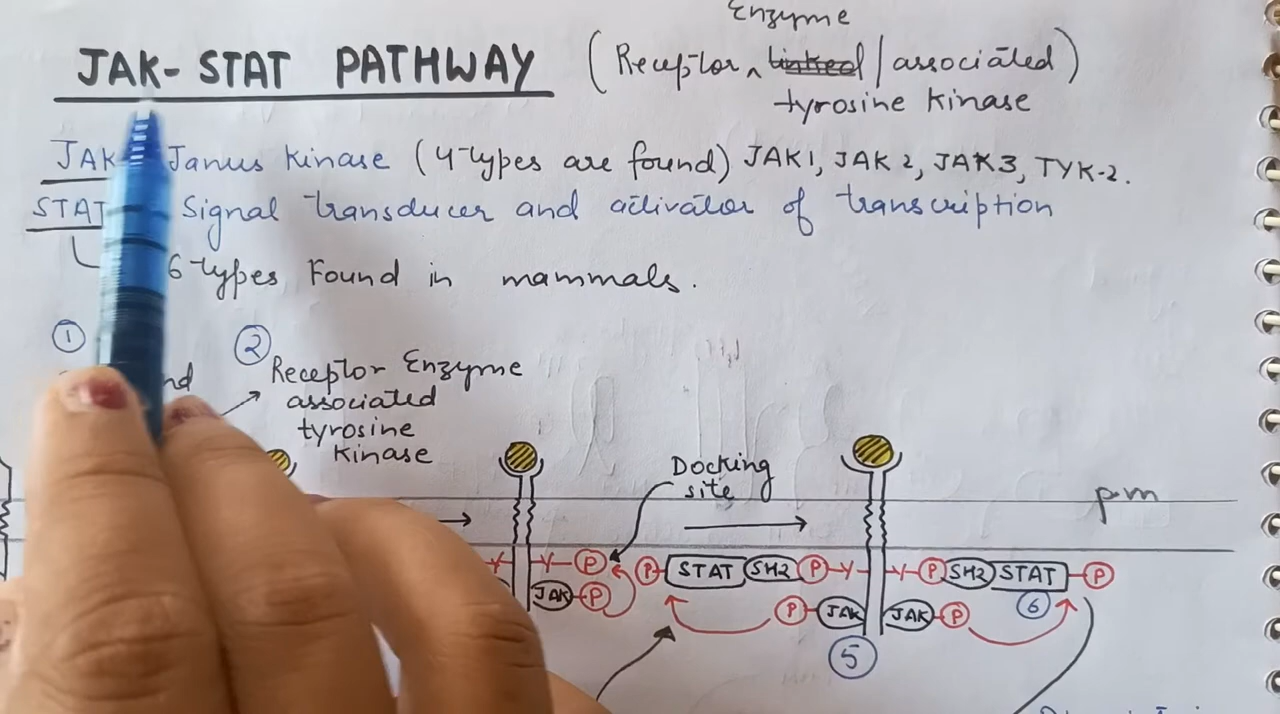 JAK-STAT PATHWAY
Enzyme
(Receptor ^ linked / associated)
tyrosine kinase
JAK Janus kinase (4-types are found) JAK1, JAK2, JAK3, TYK-2.
STAT Signal transducer and activator of transcription
6 types Found in mammals.
1
2
Receptor Enzyme
associated
tyrosine
kinase
Docking
site
p.m
Y Y P P STAT SH2 P Y Y P SH2 STAT P
JAK P P JAK JAK P 6
5